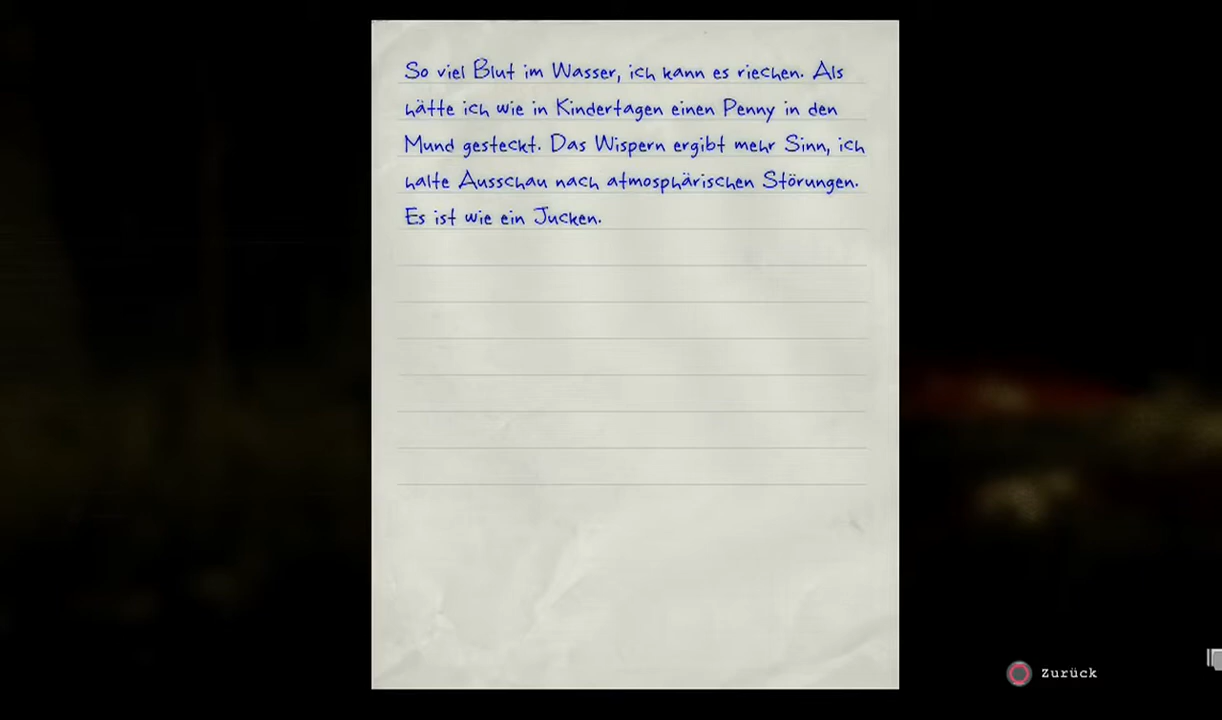 So viel Blut im Wasser, ich kann es riechen. Als
hätte ich wie in Kindertagen einen Penny in den
Mund gesteckt. Das Wispern ergibt mehr Sinn, ich
halte Ausschau nach atmosphärischen Störungen.
Es ist wie ein Jucken.
Zurück